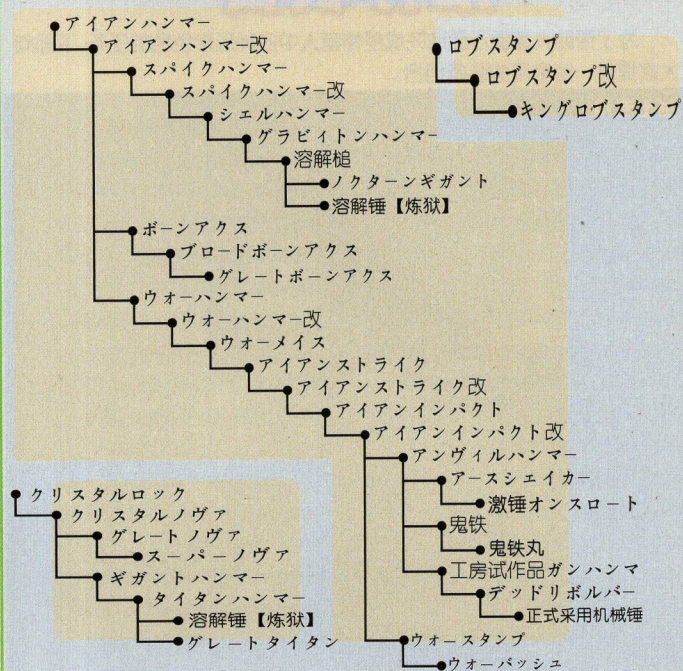 アイアンハンマー
アイアンハンマー改
スパイクハンマー
スパイクハンマー改
シェルハンマー
グラビィトンハンマー
溶解槌
ノクターンギガント
溶解锤【炼狱】
ボーンアクス
ブロードボーンアクス
グレートボーンアクス
ウォーハンマー
ウォーハンマー改
ウォーメイス
アイアンストライク
アイアンストライク改
アイアンインパクト
アイアンインパクト改
アンヴィルハンマー
アースシェイカー
激锤オンスロート
鬼铁
鬼铁丸
工房试作品ガンハンマ
デッドリボルバー
正式采用机械锤
ウォースタンプ
ウォーバッシュ
ロブスタンプ
ロブスタンプ改
キングロブスタンプ
クリスタルロック
クリスタルノヴァ
グレートノヴァ
スーパーノヴァ
ギガントハンマー
タイタンハンマー
溶解锤【炼狱】
グレートタイタン